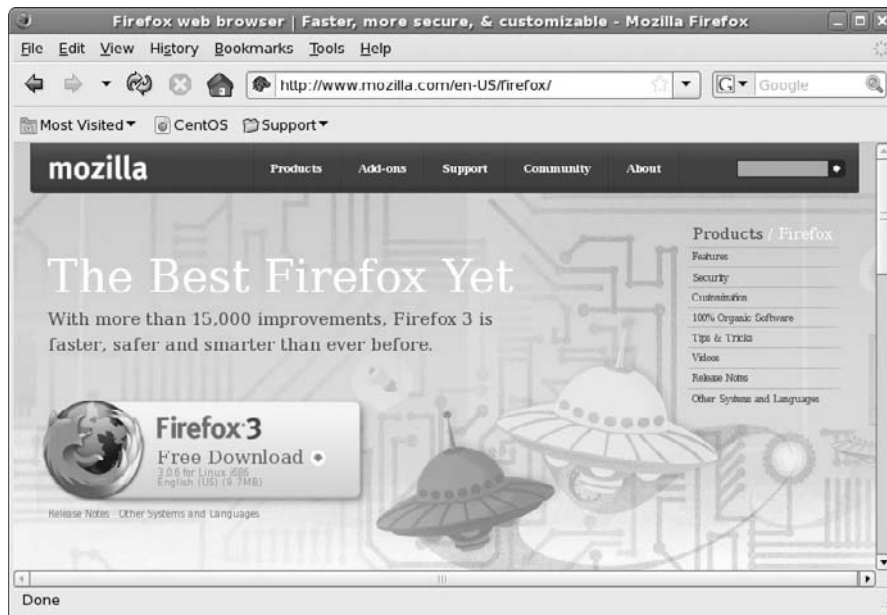 Firefox web browser | Faster, more secure, & customizable - Mozilla Firefox
File Edit View History Bookmarks Tools Help
http://www.mozilla.com/en-US/firefox/
G Google
Most Visited CentOS Support
mozilla Products Add-ons Support Community About
Products / Firefox
Features
Security
Customization
100% Organic Software
Tips & Tricks
Videos
Release Notes
Other Systems and Languages
The Best Firefox Yet
With more than 15,000 improvements, Firefox 3 is
faster, safer and smarter than ever before.
Firefox 3
Free Download
3.0.6 for Linux i686
English (US) (9.7MB)
Release Notes · Other Systems and Languages
Done